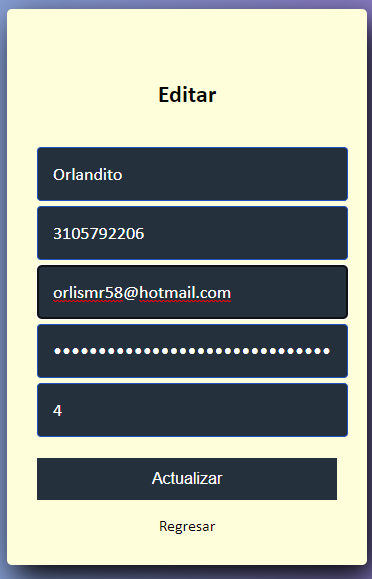 Editar
Orlandito
3105792206
orlismr58@hotmail.com
••••••••••••••••••••••••••••••
4
Actualizar
Regresar